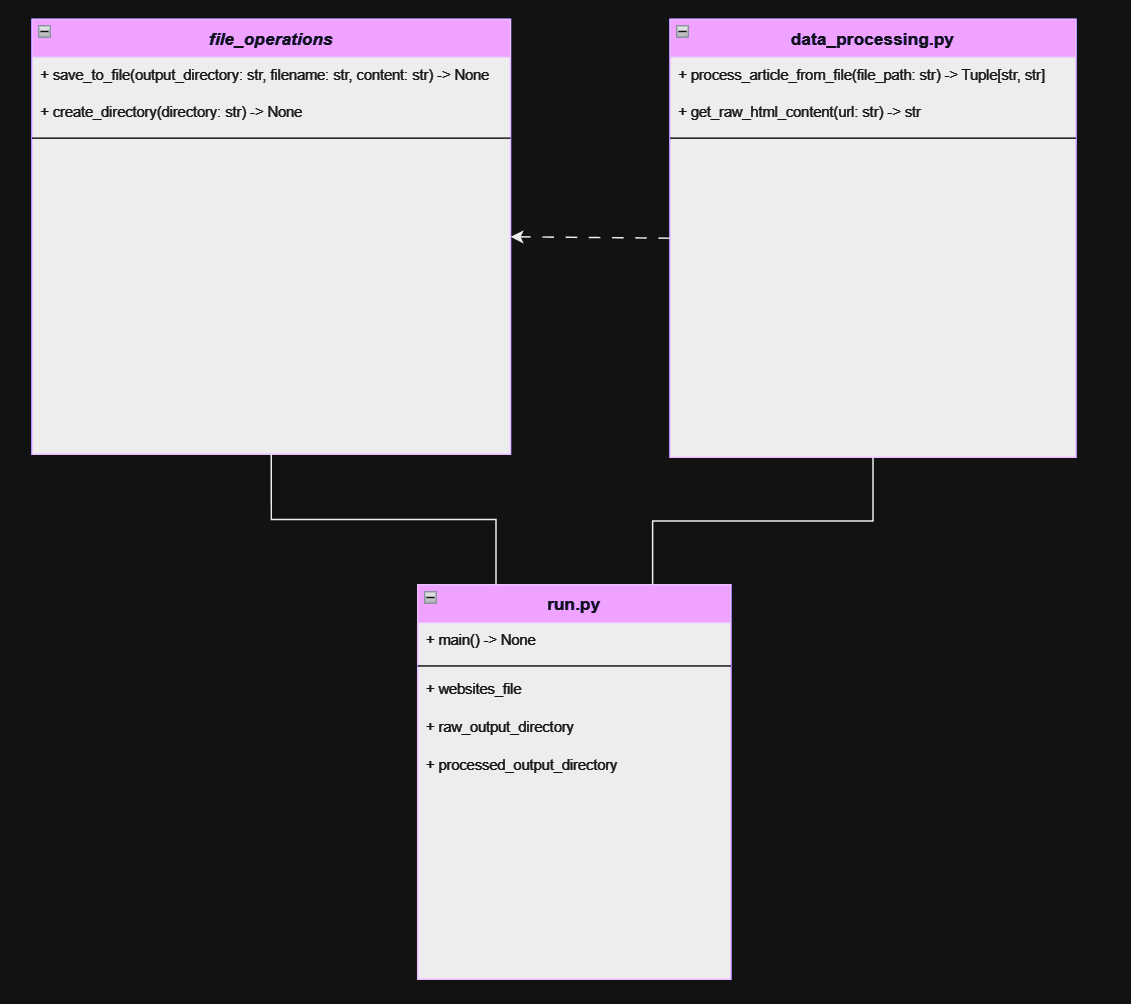 file_operations
+ save_to_file(output_directory: str, filename: str, content: str) -> None
+ create_directory(directory: str) -> None
data_processing.py
+ process_article_from_file(file_path: str) -> Tuple[str, str]
+ get_raw_html_content(url: str) -> str
run.py
+ main() -> None
+ websites_file
+ raw_output_directory
+ processed_output_directory